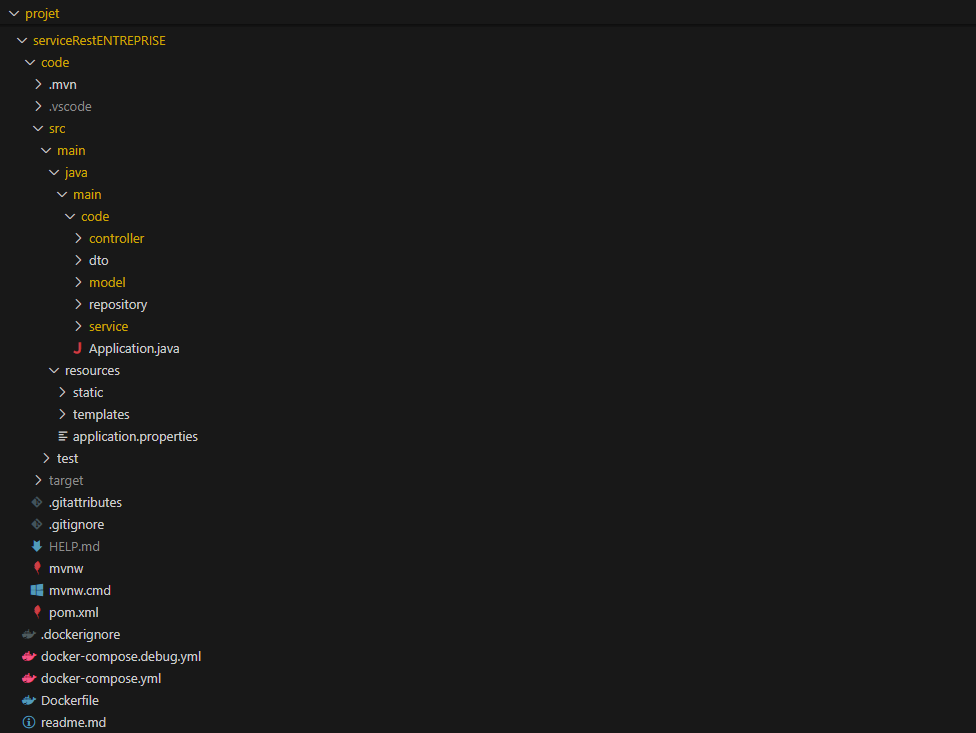 projet
serviceRestENTREPRISE
code
.mvn
.vscode
src
main
java
main
code
controller
dto
model
repository
service
Application.java
resources
static
templates
application.properties
test
target
.gitattributes
.gitignore
HELP.md
mvnw
mvnw.cmd
pom.xml
.dockerignore
docker-compose.debug.yml
docker-compose.yml
Dockerfile
readme.md